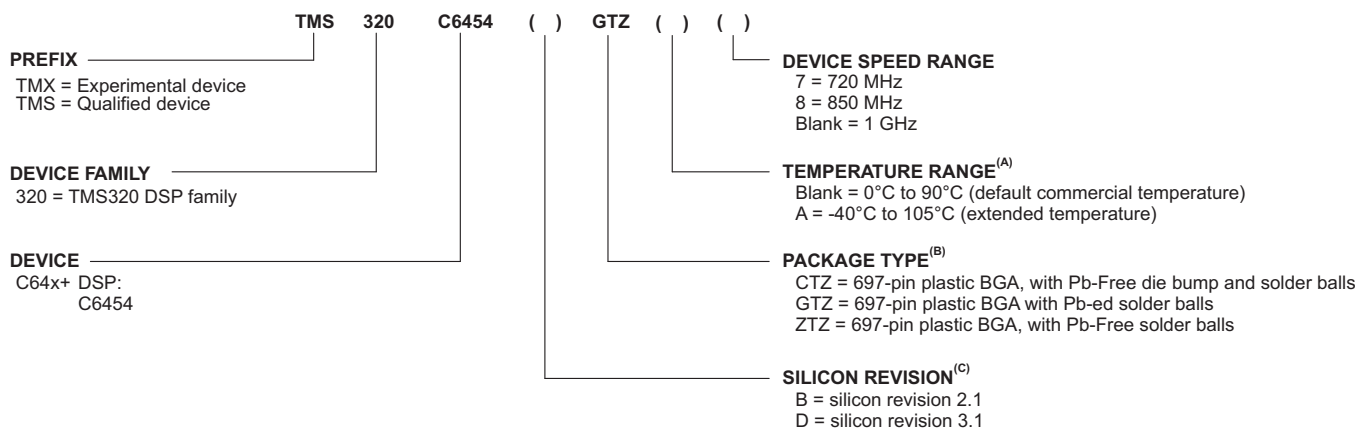 TMS 320 C6454 ( ) GTZ ( ) ( )
PREFIX
TMX = Experimental device
TMS = Qualified device
DEVICE FAMILY
320 = TMS320 DSP family
DEVICE
C64x+ DSP:
C6454
DEVICE SPEED RANGE
7 = 720 MHz
8 = 850 MHz
Blank = 1 GHz
TEMPERATURE RANGE(A)
Blank = 0°C to 90°C (default commercial temperature)
A = -40°C to 105°C (extended temperature)
PACKAGE TYPE(B)
CTZ = 697-pin plastic BGA, with Pb-Free die bump and solder balls
GTZ = 697-pin plastic BGA with Pb-ed solder balls
ZTZ = 697-pin plastic BGA, with Pb-Free solder balls
SILICON REVISION(C)
B = silicon revision 2.1
D = silicon revision 3.1